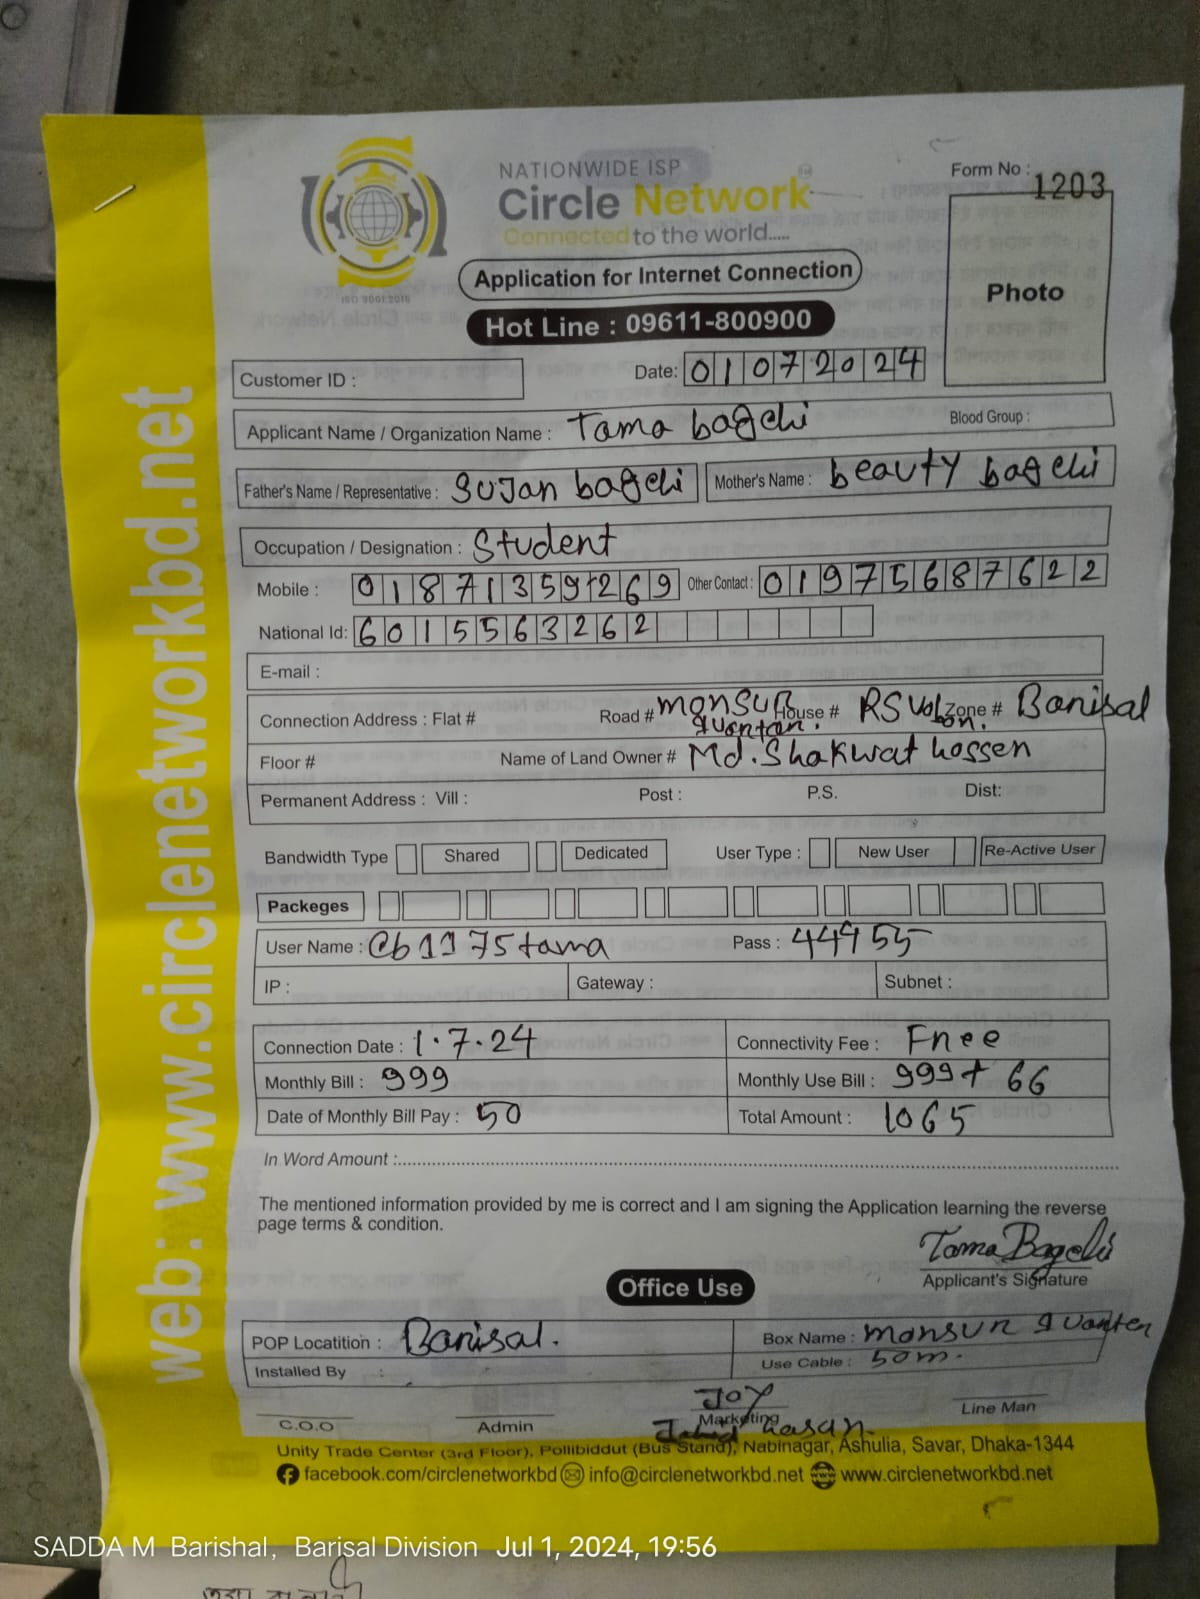 NATIONWIDE ISP
Circle Network
Connected to the world.....
ISO 9001:2015
Form No : 1203
Application for Internet Connection
Hot Line : 09611-800900
Photo
Customer ID :
Date: 01072024
Applicant Name / Organization Name : Tama bagchi Blood Group :
Father's Name / Representative : SUJan bagchi Mother's Name : beauty bagchi
Occupation / Designation : Student
Mobile : 01871359269 Other Contact : 01975687622
National Id: 6015563262
E-mail :
Connection Address : Flat # Road # monsur quartar. House # RS Zone # Barisal
Floor # Name of Land Owner # Md. Shakwat hossen
Permanent Address : Vill : Post : P.S. Dist:
Bandwidth Type Shared Dedicated User Type : New User Re-Active User
Packeges
User Name : Cb1175tama Pass : 44955
IP : Gateway : Subnet :
Connection Date : 1.7.24 Connectivity Fee : Free
Monthly Bill : 999 Monthly Use Bill : 999+ 66
Date of Monthly Bill Pay : 50 Total Amount : 1065
In Word Amount :
The mentioned information provided by me is correct and I am signing the Application learning the reverse
page terms & condition.
Tama Bagchi
Applicant's Signature
Office Use
POP Locatition : Barisal. Box Name : monsur quarter
Installed By : Use Cable : 50m.
C.O.O Admin Joy Marketing Line Man
hasan
Unity Trade Center (3rd Floor), Pollibiddut (Bus Stand), Nabinagar, Ashulia, Savar, Dhaka-1344
facebook.com/circlenetworkbd info@circlenetworkbd.net www.circlenetworkbd.net
web: www.circlenetworkbd.net
SADDA M Barishal, Barisal Division Jul 1, 2024, 19:56